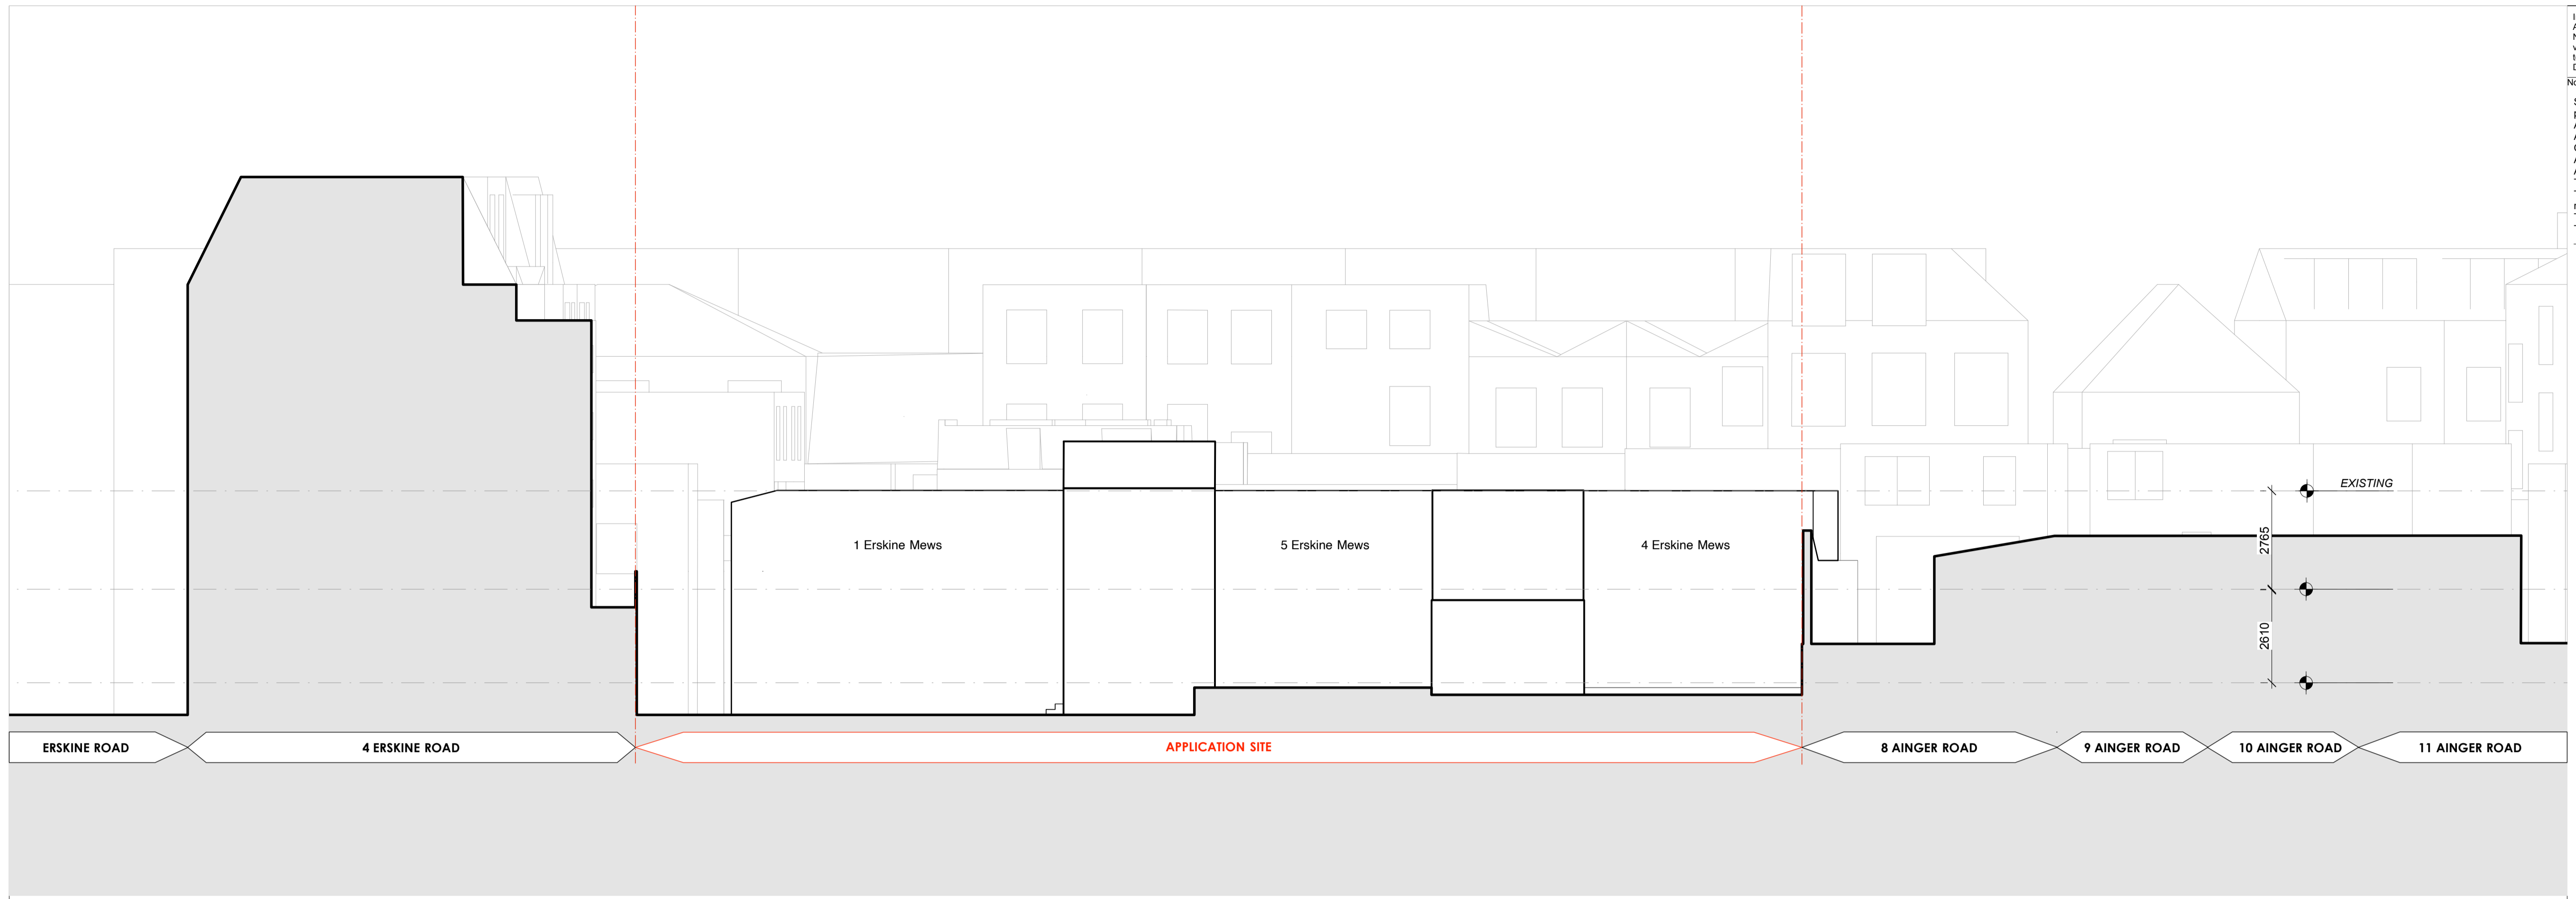 EXISTING
1 Erskine Mews
5 Erskine Mews
4 Erskine Mews
2765
2610
ERSKINE ROAD
4 ERSKINE ROAD
APPLICATION SITE
8 AINGER ROAD
9 AINGER ROAD
10 AINGER ROAD
11 AINGER ROAD